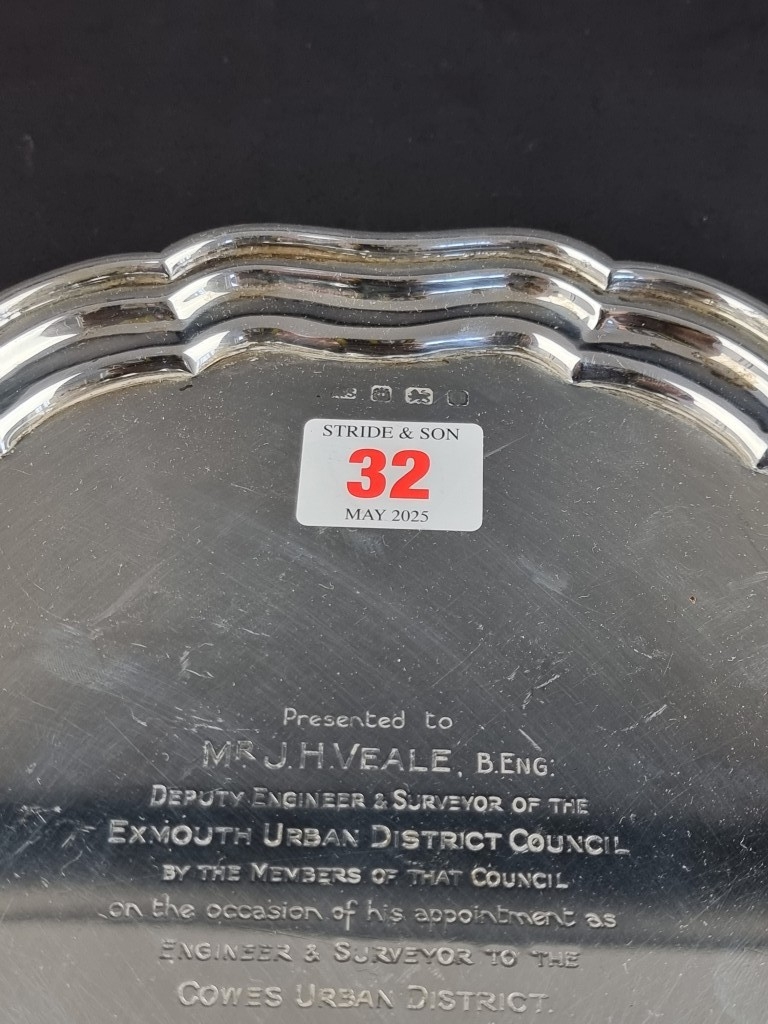 STRIDE & SON
32
MAY 2025
Presented to
MR J.H.VEALE, B.ENG:
DEPUTY ENGINEER & SURVEYOR OF THE
EXMOUTH URBAN DISTRICT COUNCIL
BY THE MEMBERS OF THAT COUNCIL
on the occasion of his appointment as
ENGINEER & SURVEYOR TO THE
COWES URBAN DISTRICT.